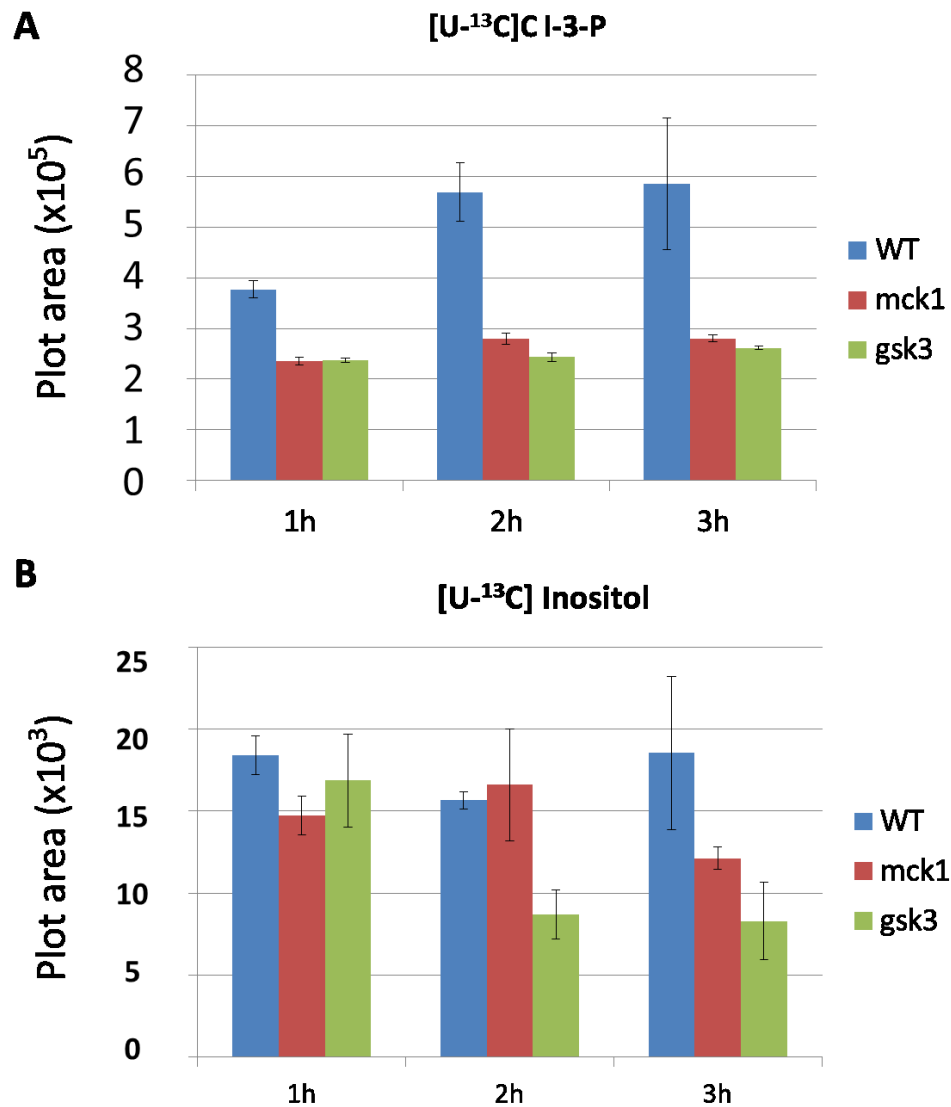 A
[U-¹³C]C I-3-P
Plot area (x10⁵)
8
7
6
5
4
3
2
1
0
1h 2h 3h
WT
mck1
gsk3
B
[U-¹³C] Inositol
Plot area (x10³)
25
20
15
10
5
0
1h 2h 3h
WT
mck1
gsk3